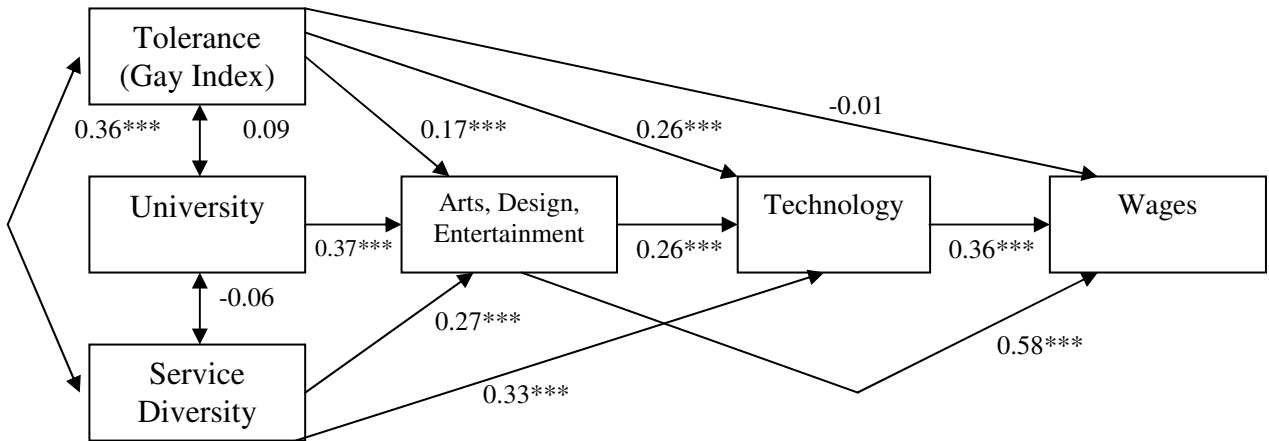 Tolerance
(Gay Index)
-0.01
0.36***
0.09
0.17***
0.26***
University
Arts, Design,
Entertainment
Technology
Wages
0.37***
0.26***
0.36***
-0.06
0.27***
0.58***
Service
Diversity
0.33***